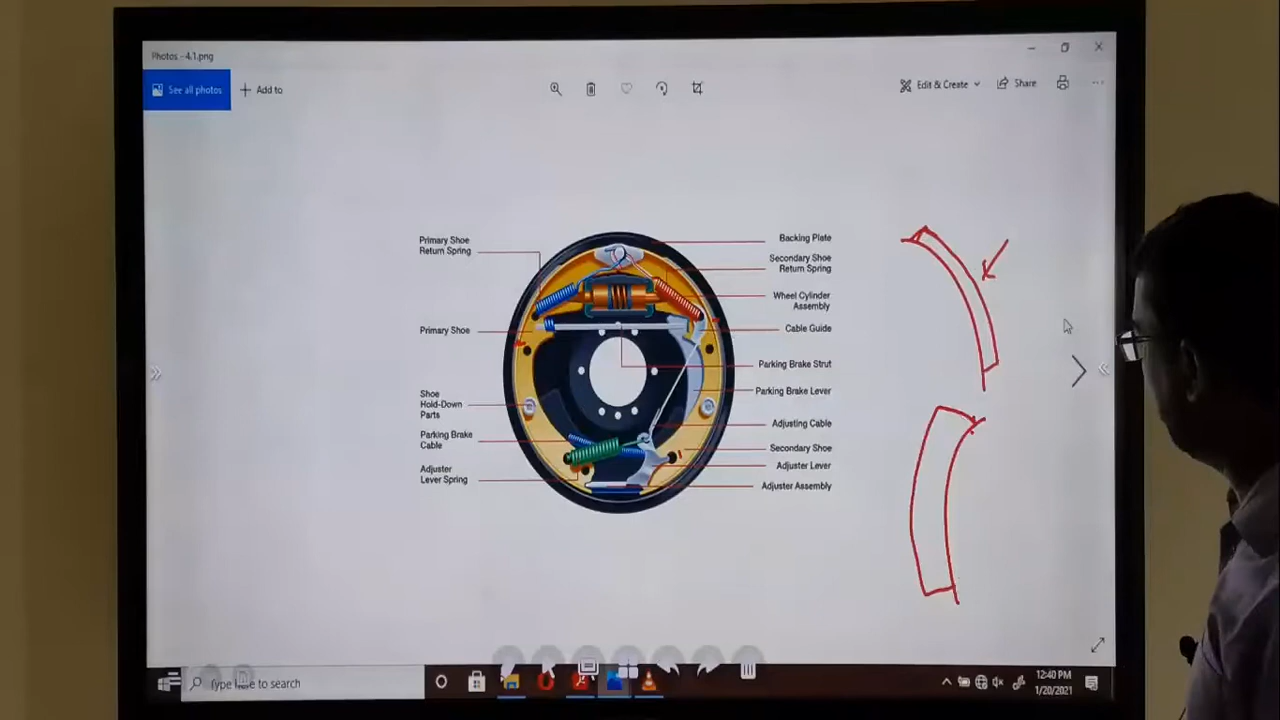 Photos - 4.1.png
See all photos
Add to
Edit & Create
Share
Primary Shoe
Return Spring
Primary Shoe
Shoe
Hold-Down
Parts
Parking Brake
Cable
Adjuster
Lever Spring
Backing Plate
Secondary Shoe
Return Spring
Wheel Cylinder
Assembly
Cable Guide
Parking Brake Strut
Parking Brake Lever
Adjusting Cable
Secondary Shoe
Adjuster Lever
Adjuster Assembly
Type here to search
12:40 PM
1/20/2021